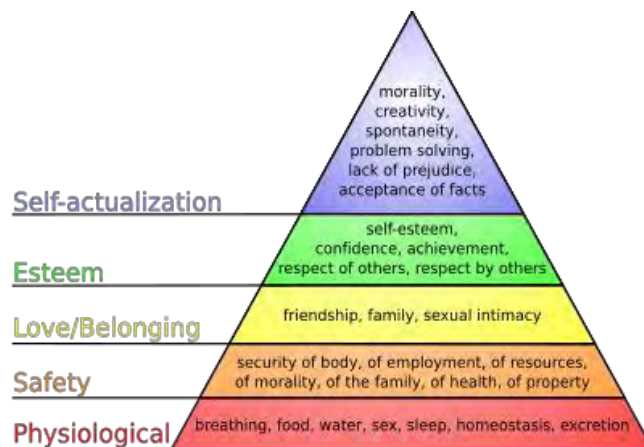 morality,
creativity,
spontaneity,
problem solving,
lack of prejudice,
acceptance of facts
Self-actualization
self-esteem,
confidence, achievement,
respect of others, respect by others
Esteem
friendship, family, sexual intimacy
Love/Belonging
security of body, of employment, of resources,
of morality, of the family, of health, of property
Safety
breathing, food, water, sex, sleep, homeostasis, excretion
Physiological